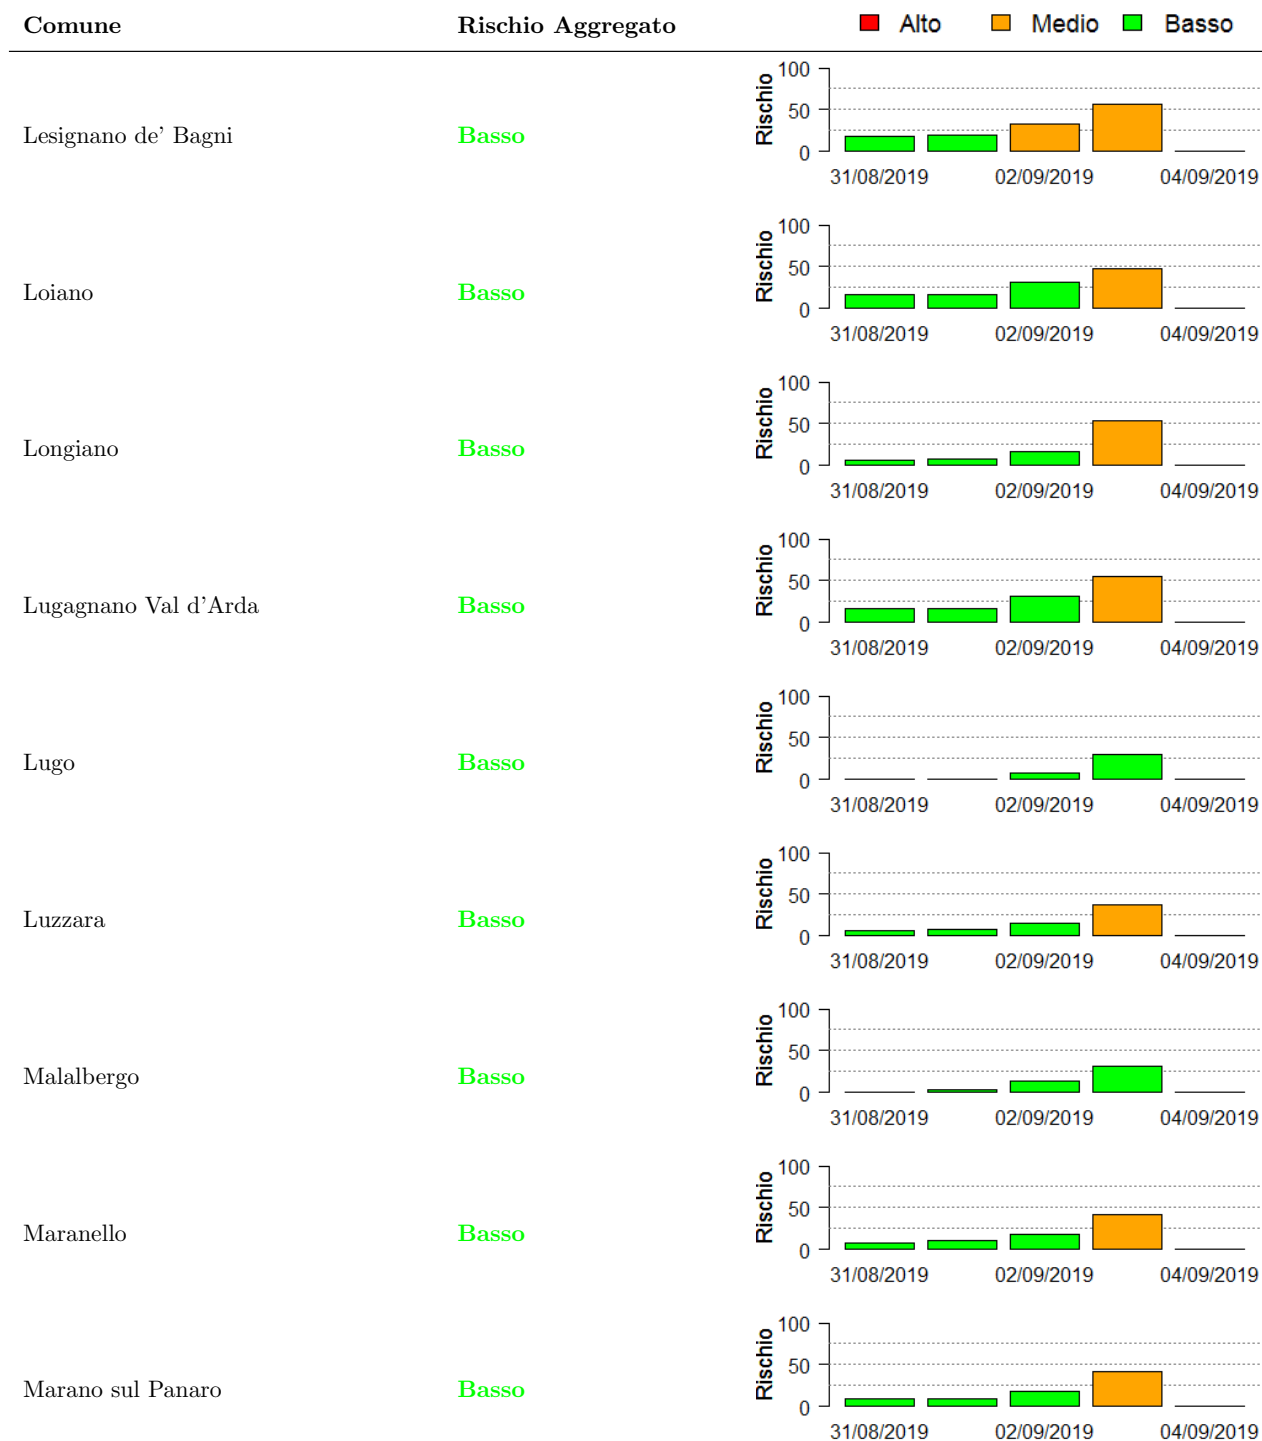 Comune Rischio Aggregato Alto Medio Basso
Lesignano de' Bagni Basso
Rischio
100
50
0
31/08/2019 02/09/2019 04/09/2019
Loiano Basso
Rischio
100
50
0
31/08/2019 02/09/2019 04/09/2019
Longiano Basso
Rischio
100
50
0
31/08/2019 02/09/2019 04/09/2019
Lugagnano Val d'Arda Basso
Rischio
100
50
0
31/08/2019 02/09/2019 04/09/2019
Lugo Basso
Rischio
100
50
0
31/08/2019 02/09/2019 04/09/2019
Luzzara Basso
Rischio
100
50
0
31/08/2019 02/09/2019 04/09/2019
Malalbergo Basso
Rischio
100
50
0
31/08/2019 02/09/2019 04/09/2019
Maranello Basso
Rischio
100
50
0
31/08/2019 02/09/2019 04/09/2019
Marano sul Panaro Basso
Rischio
100
50
0
31/08/2019 02/09/2019 04/09/2019